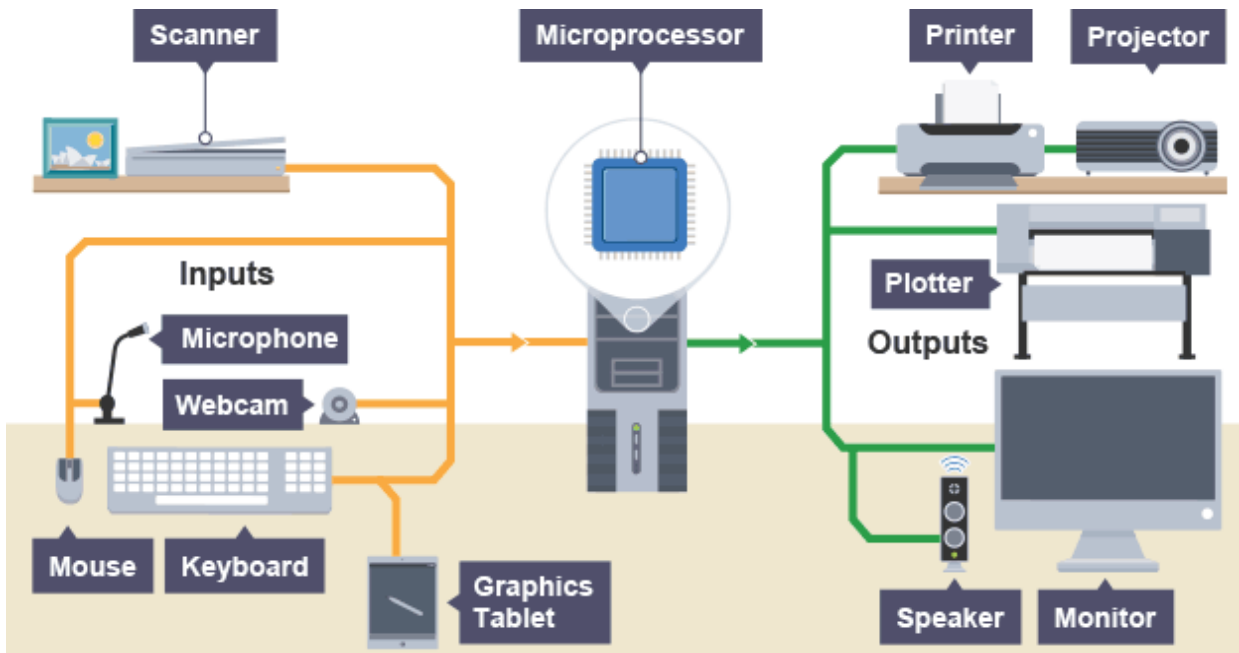 Scanner
Microprocessor
Printer
Projector
Inputs
Microphone
Webcam
Plotter
Outputs
Mouse
Keyboard
Graphics
Tablet
Speaker
Monitor